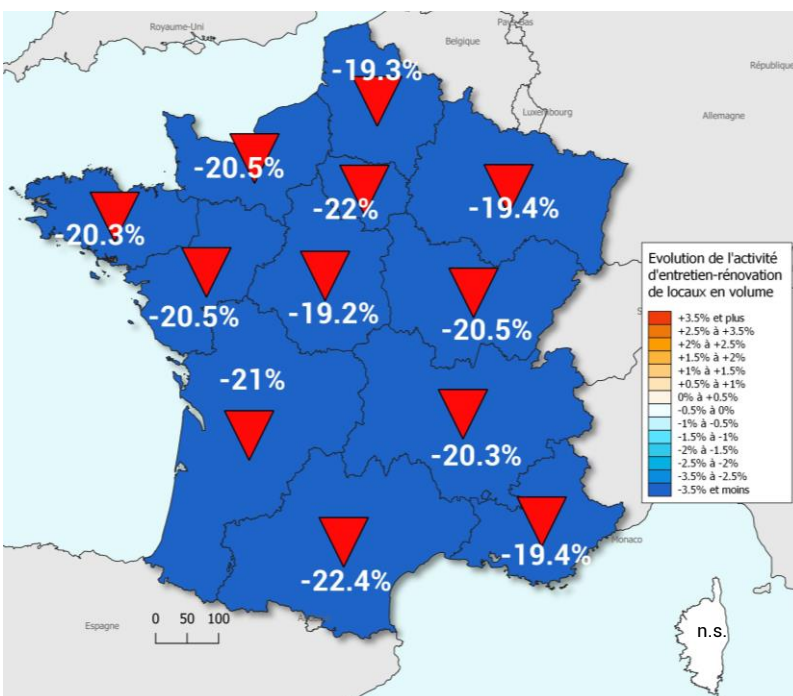 Royaume-Uni
Pays-Bas
Belgique
-19.3%
République
Luxembourg
Allemagne
-20.5%
-22%
-19.4%
-20.3%
Evolution de l'activité
d'entretien-rénovation
de locaux en volume
-20.5%
-19.2%
-20.5%
+3.5% et plus
+2.5% à +3.5%
+2% à +2.5%
+1.5% à +2%
+1% à +1.5%
+0.5% à +1%
0% à +0.5%
-0.5% à 0%
-1% à -0.5%
-1.5% à -1%
-2% à -1.5%
-2.5% à -2%
-3.5% à -2.5%
-3.5% et moins
-21%
-20.3%
-19.4%
Monaco
-22.4%
Espagne
0 50 100
n.s.